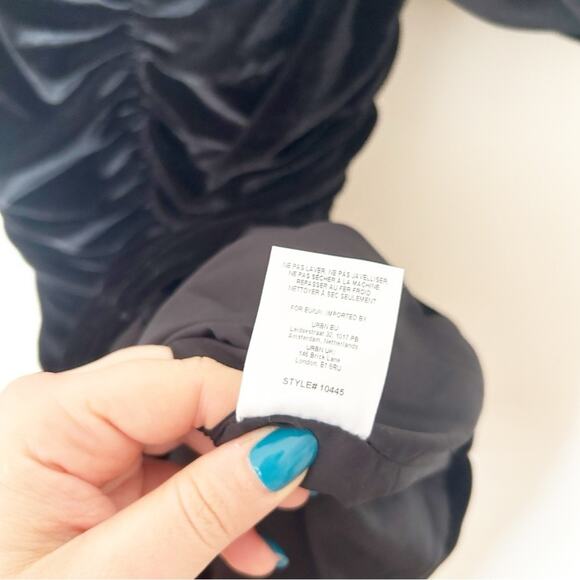 NE PAS LAVER, NE PAS JAVELLISER
NE PAS SÉCHER À LA MACHINE
REPASSER AU FER FROID
NETTOYER À SEC SEULEMENT
FOR EU/UK: IMPORTED BY
URBN EU
Leidsestraat 32, 1017 PB
Amsterdam, Netherlands
URBN UK,
146 Brick Lane
London, E1 6RU
STYLE# 10445